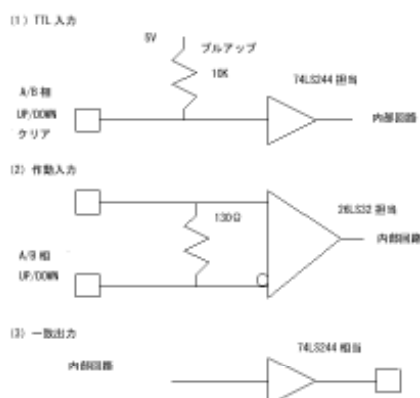 (1) TTL 入力
5V
プルアップ
10K
74LS244 担当
A/B 相
UP/DOWN
クリア
内部回路
(2) 作動入力
130Ω
26LS32 担当
内部回路
A/B 相
UP/DOWN
(3) 一致出力
74LS244 相当
内部回路